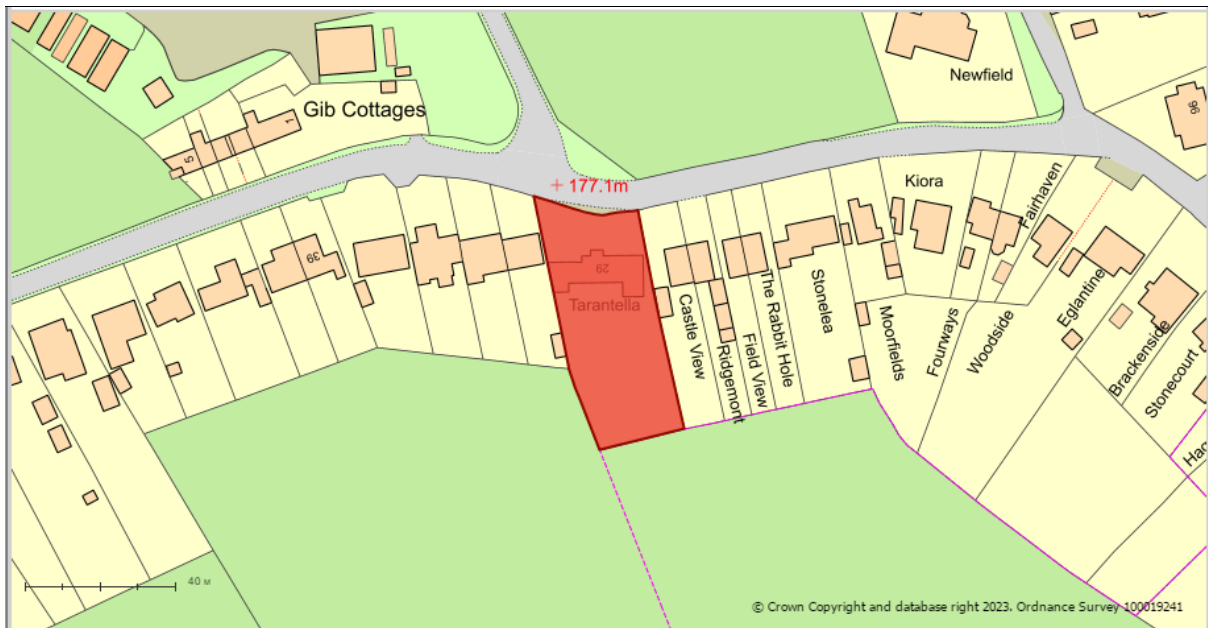 Newfield
96
Gib Cottages
1
5
+ 177.1m
Kiora
Fairhaven
39
29
Tarantella
Castle View
Ridgemont
Field View
The Rabbit Hole
Stonelea
Moorfields
Fourways
Woodside
Eglantine
Brackenside
Stonecourt
Hag
40 M
© Crown Copyright and database right 2023. Ordnance Survey 100019241